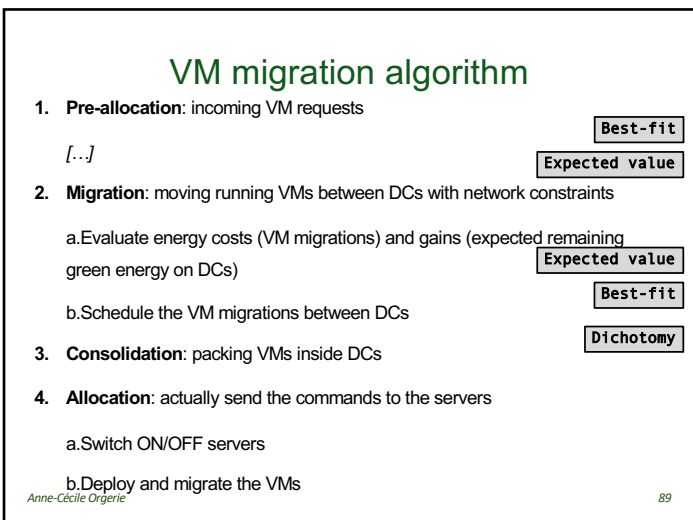 VM migration algorithm
1. Pre-allocation: incoming VM requests
Best-fit
[...]
Expected value
2. Migration: moving running VMs between DCs with network constraints
a.Evaluate energy costs (VM migrations) and gains (expected remaining
green energy on DCs)
Expected value
Best-fit
b.Schedule the VM migrations between DCs
Dichotomy
3. Consolidation: packing VMs inside DCs
4. Allocation: actually send the commands to the servers
a.Switch ON/OFF servers
b.Deploy and migrate the VMs
Anne-Cécile Orgerie
89